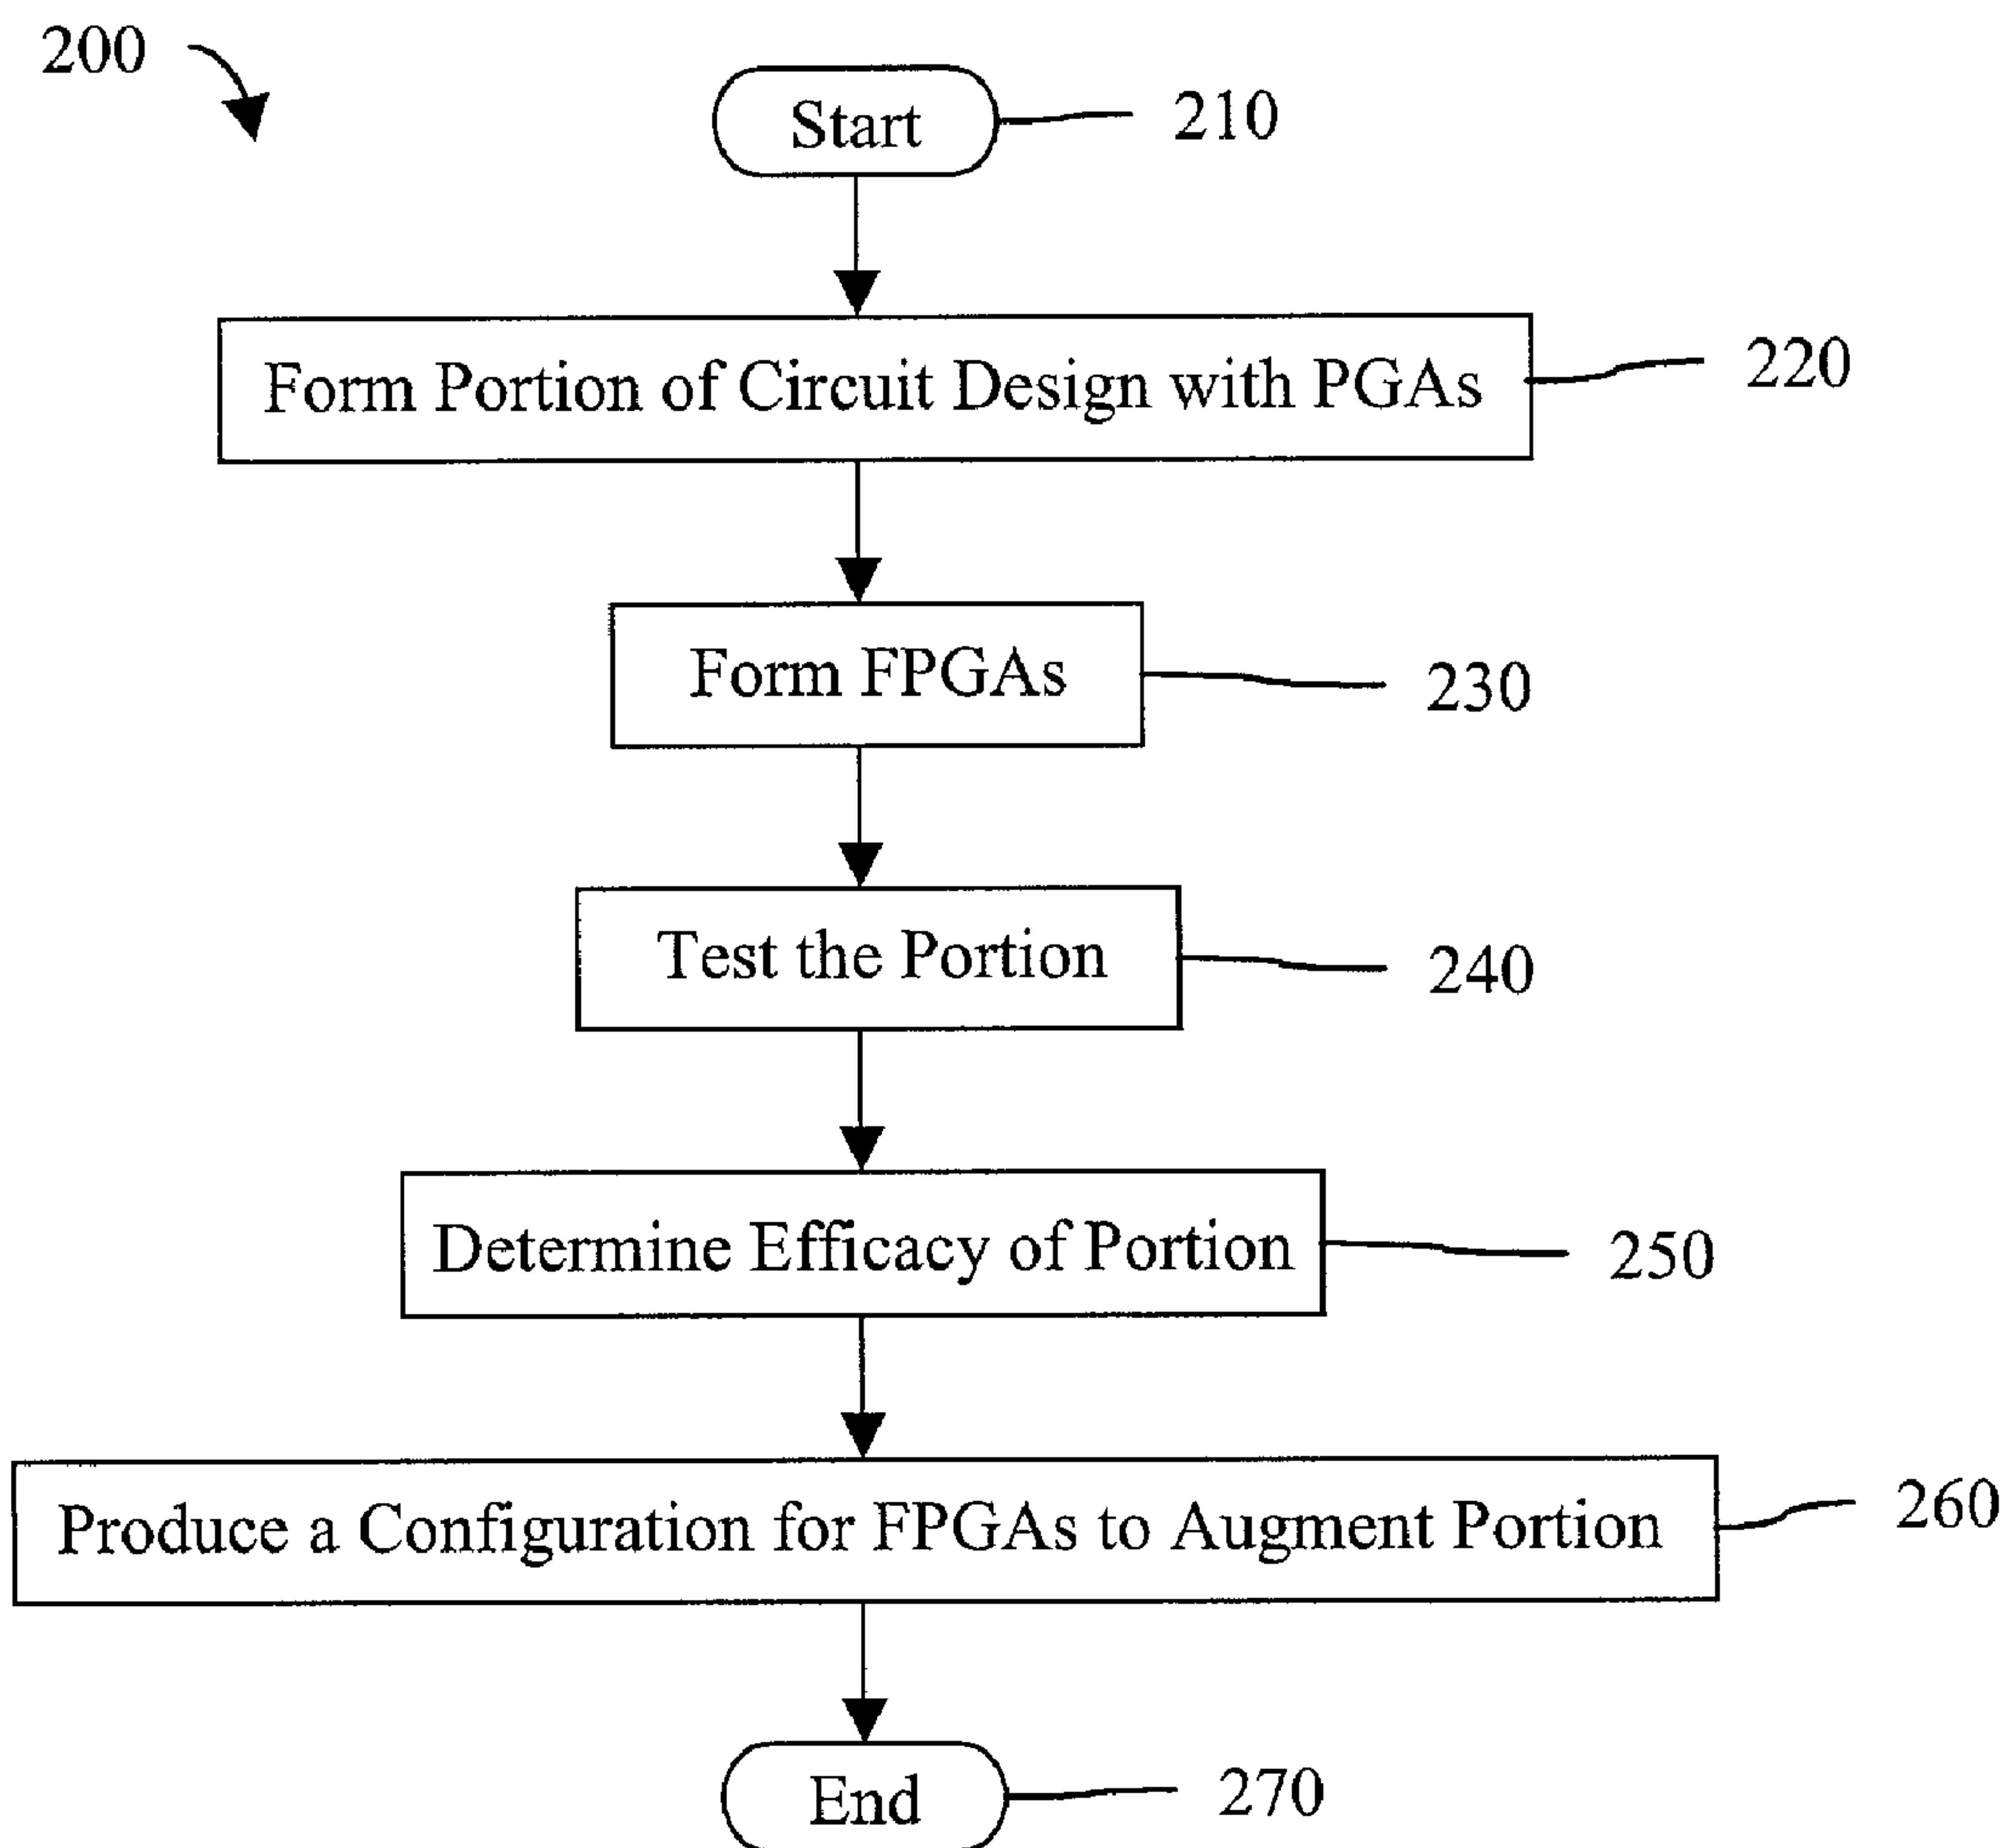 200
Start
210
Form Portion of Circuit Design with PGAs
220
Form FPGAs
230
Test the Portion
240
Determine Efficacy of Portion
250
Produce a Configuration for FPGAs to Augment Portion
260
End
270